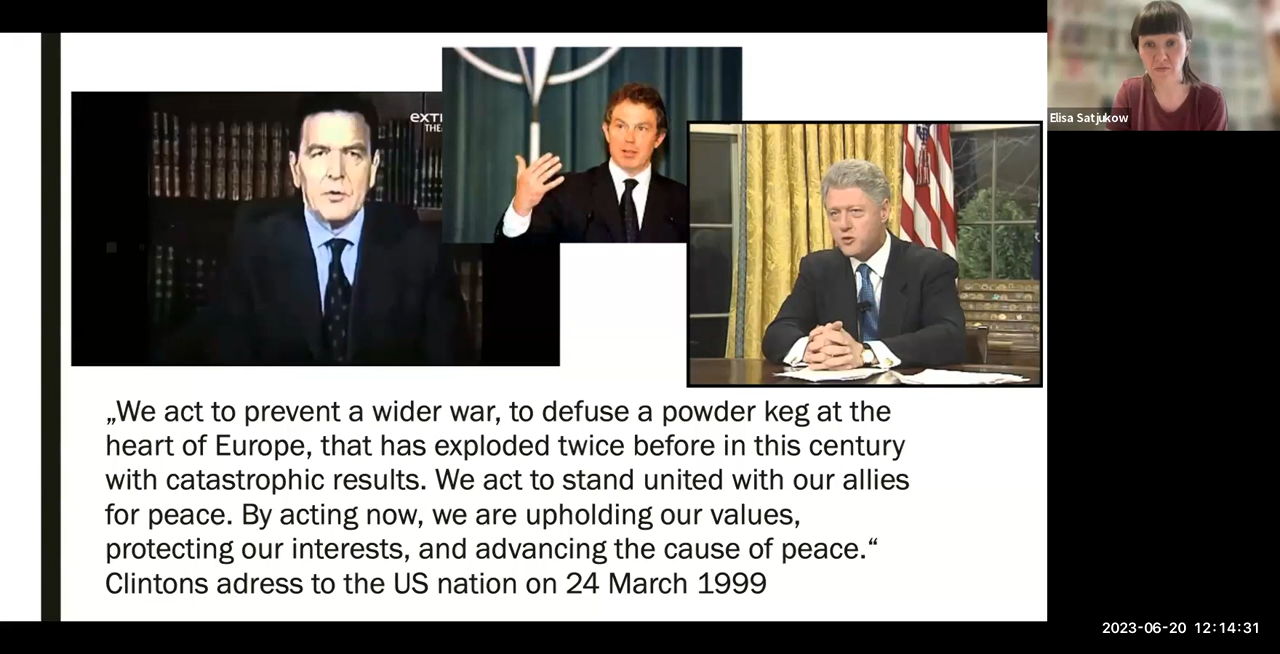 EXTR
THE
Elisa Satjukow
„We act to prevent a wider war, to defuse a powder keg at the
heart of Europe, that has exploded twice before in this century
with catastrophic results. We act to stand united with our allies
for peace. By acting now, we are upholding our values,
protecting our interests, and advancing the cause of peace.“
Clintons adress to the US nation on 24 March 1999
2023-06-20 12:14:31